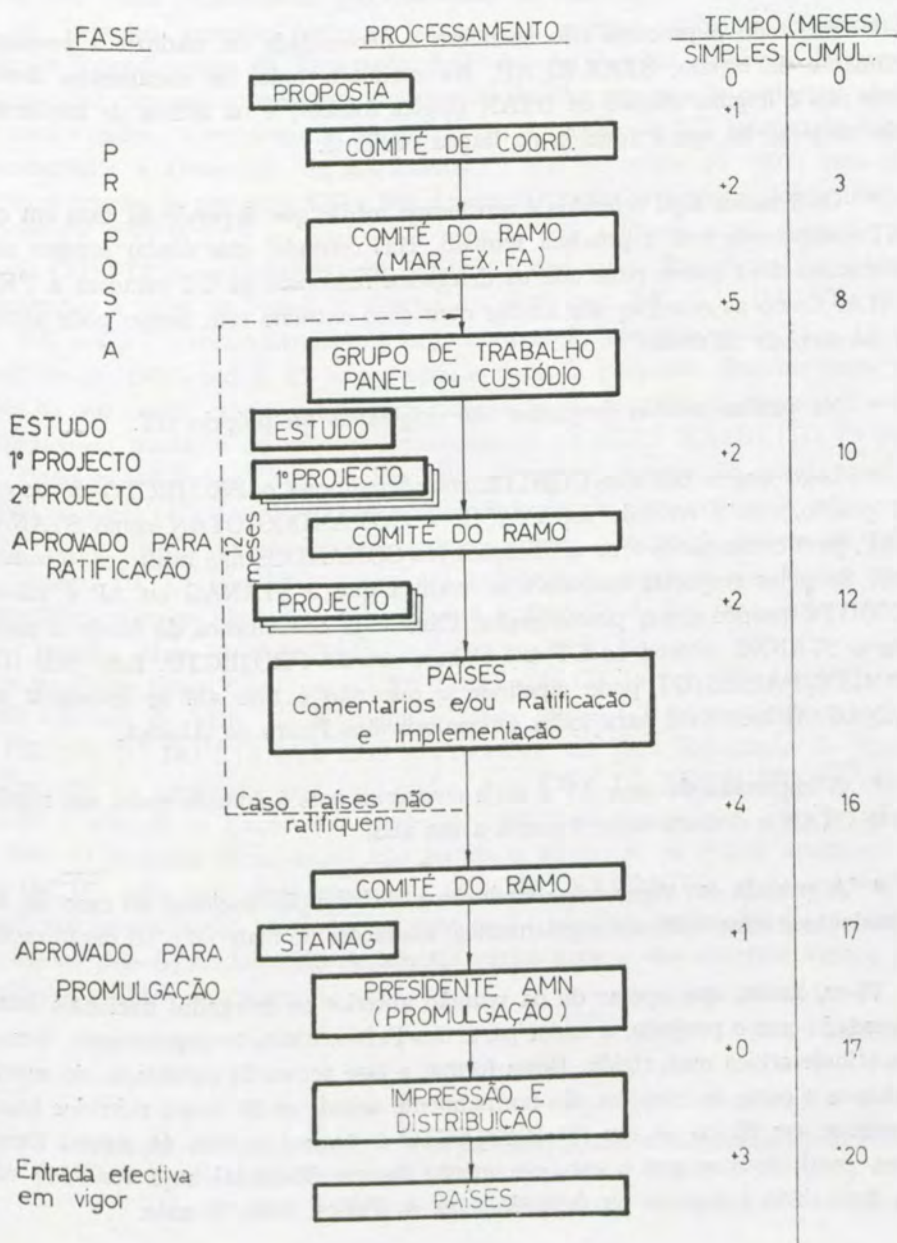 FASE
PROCESSAMENTO
TEMPO (MESES)
SIMPLES CUMUL.
0 0
PROPOSTA
+1
COMITÉ DE COORD.
PROPOSTA
+2 3
COMITÉ DO RAMO
(MAR, EX, FA)
+5 8
GRUPO DE TRABALHO
PANEL ou CUSTÓDIO
ESTUDO
ESTUDO
+2 10
1º PROJECTO
1º PROJECTO
2º PROJECTO
APROVADO PARA
RATIFICAÇÃO
12
meses
COMITÉ DO RAMO
+2 12
PROJECTO
PAÍSES
Comentarios e/ou Ratificação
e Implementação
Caso Países não
ratifiquem
+4 16
COMITÉ DO RAMO
APROVADO PARA
PROMULGAÇÃO
STANAG
+1 17
PRESIDENTE AMN
(PROMULGAÇÃO)
+0 17
IMPRESSÃO E
DISTRIBUIÇÃO
+3 -20
Entrada efectiva
em vigor
PAÍSES